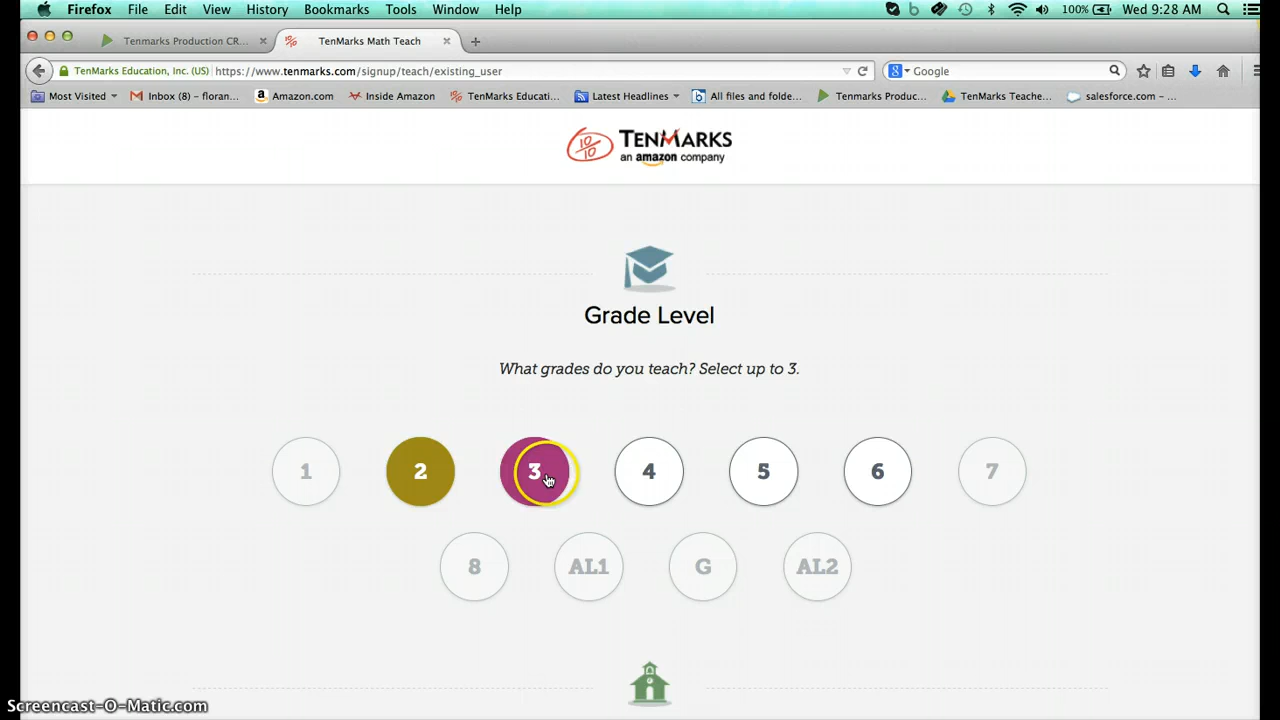 Firefox File Edit View History Bookmarks Tools Window Help 100% Wed 9:28 AM
Tenmarks Production CR... TenMarks Math Teach
TenMarks Education, Inc. (US) https://www.tenmarks.com/signup/teach/existing_user Google
Most Visited Inbox (8) – floran... Amazon.com Inside Amazon TenMarks Educati... Latest Headlines All files and folde... Tenmarks Produc... TenMarks Teache... salesforce.com – ...
10/10 TENMARKS
an amazon company
Grade Level
What grades do you teach? Select up to 3.
1 2 3 4 5 6 7
8 AL1 G AL2
Screencast-O-Matic.com